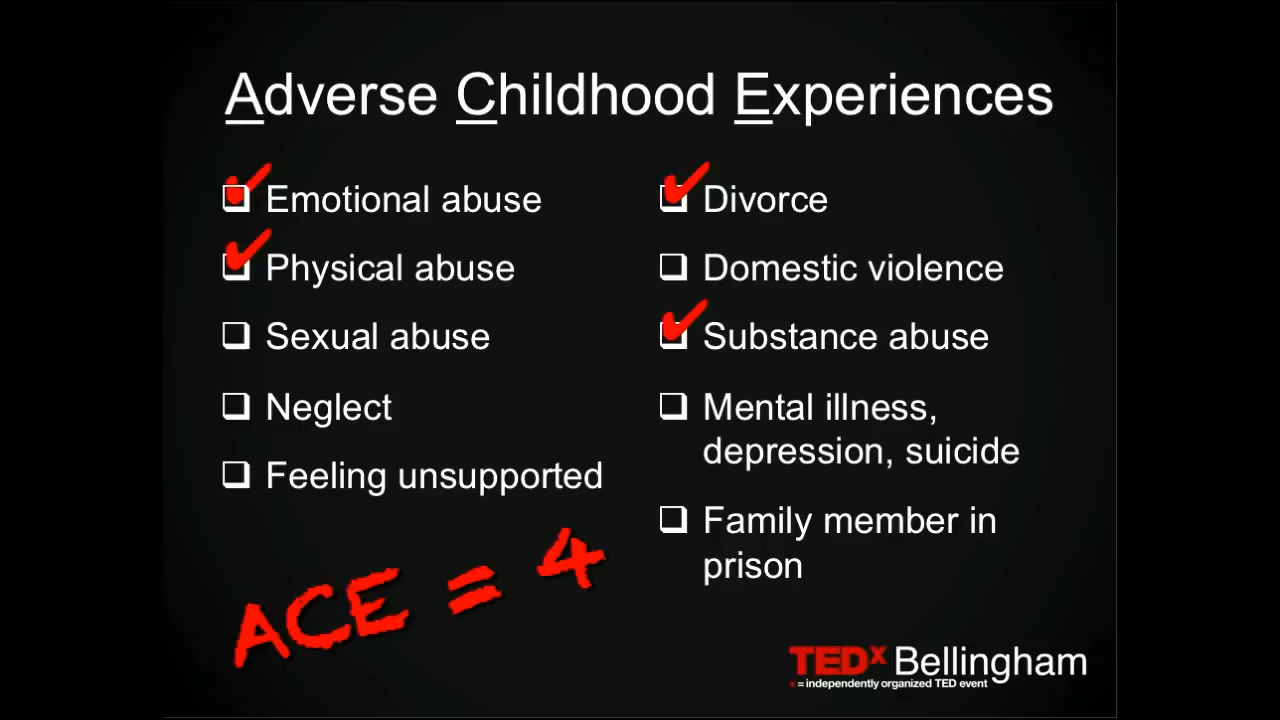 Adverse Childhood Experiences
Emotional abuse
Physical abuse
Sexual abuse
Neglect
Feeling unsupported
Divorce
Domestic violence
Substance abuse
Mental illness,
depression, suicide
Family member in
prison
ACE = 4
TEDx Bellingham
x = independently organized TED event